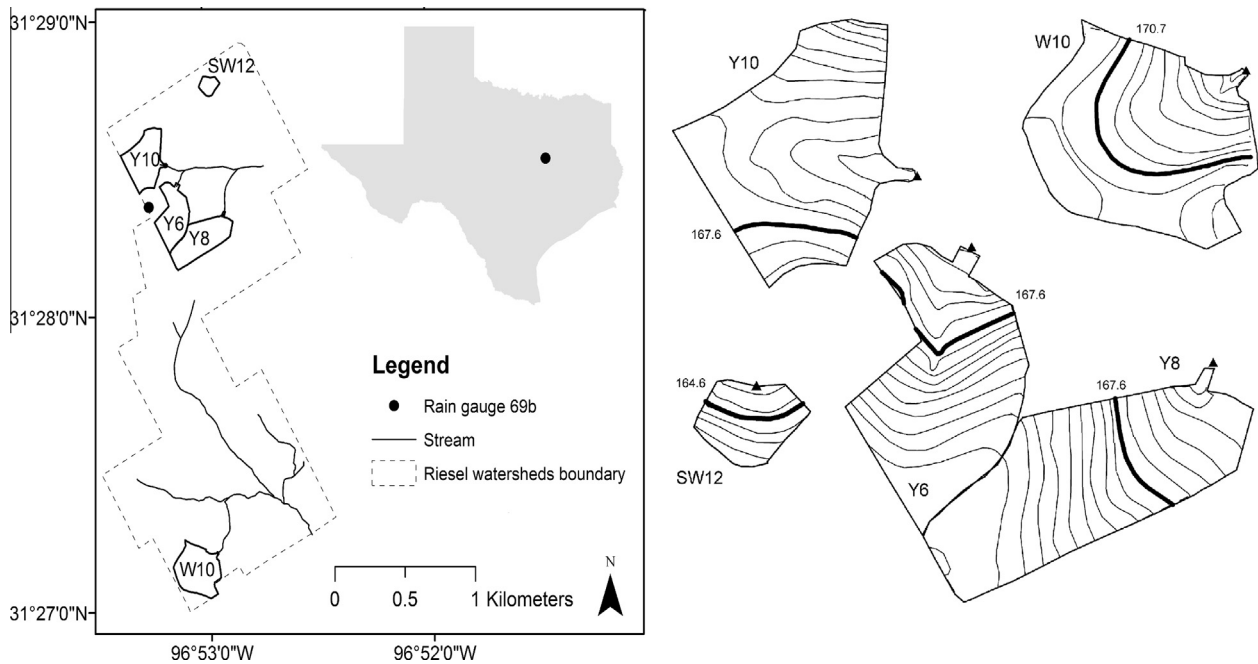 31°29'0"N
SW12
Y10
Y6
Y8
31°28'0"N
Legend
Rain gauge 69b
Stream
Riesel watersheds boundary
W10
N
0 0.5 1 Kilometers
31°27'0"N
96°53'0"W 96°52'0"W
Y10
167.6
W10
170.7
167.6
Y6
164.6
SW12
Y8
167.6